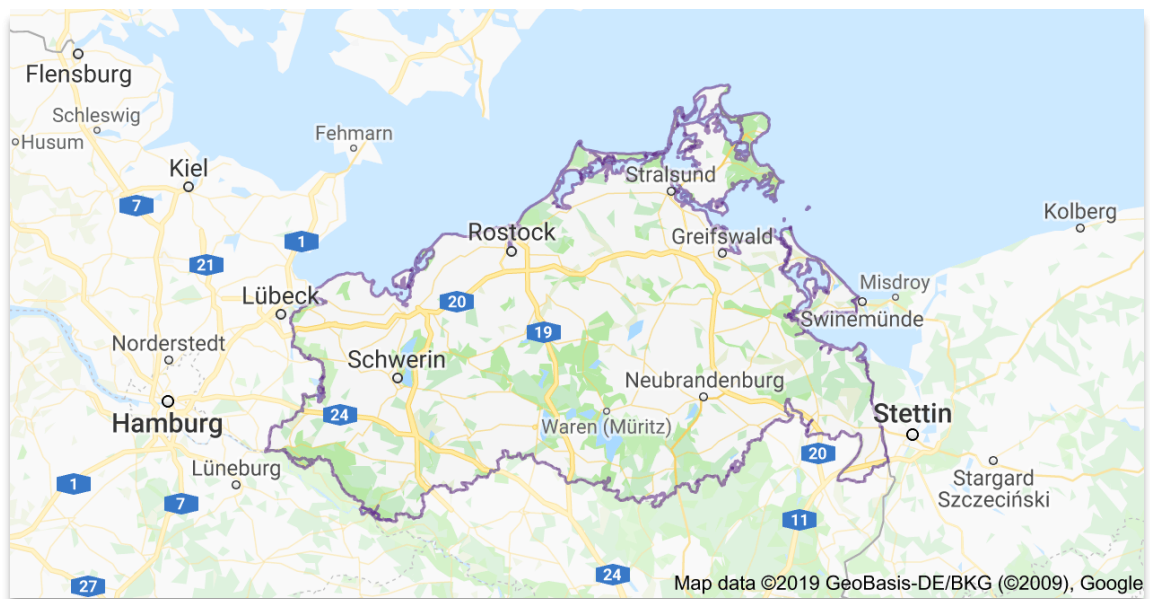 Flensburg
Schleswig
Husum
Fehmarn
Kiel
Stralsund
7
Kolberg
Rostock
Greifswald
1
21
Misdroy
Lübeck
20
Swinemünde
19
Norderstedt
Schwerin
Neubrandenburg
Hamburg
24
Waren (Müritz)
Stettin
20
Lüneburg
Stargard
Szczeciński
1
7
11
24
27
Map data ©2019 GeoBasis-DE/BKG (©2009), Google